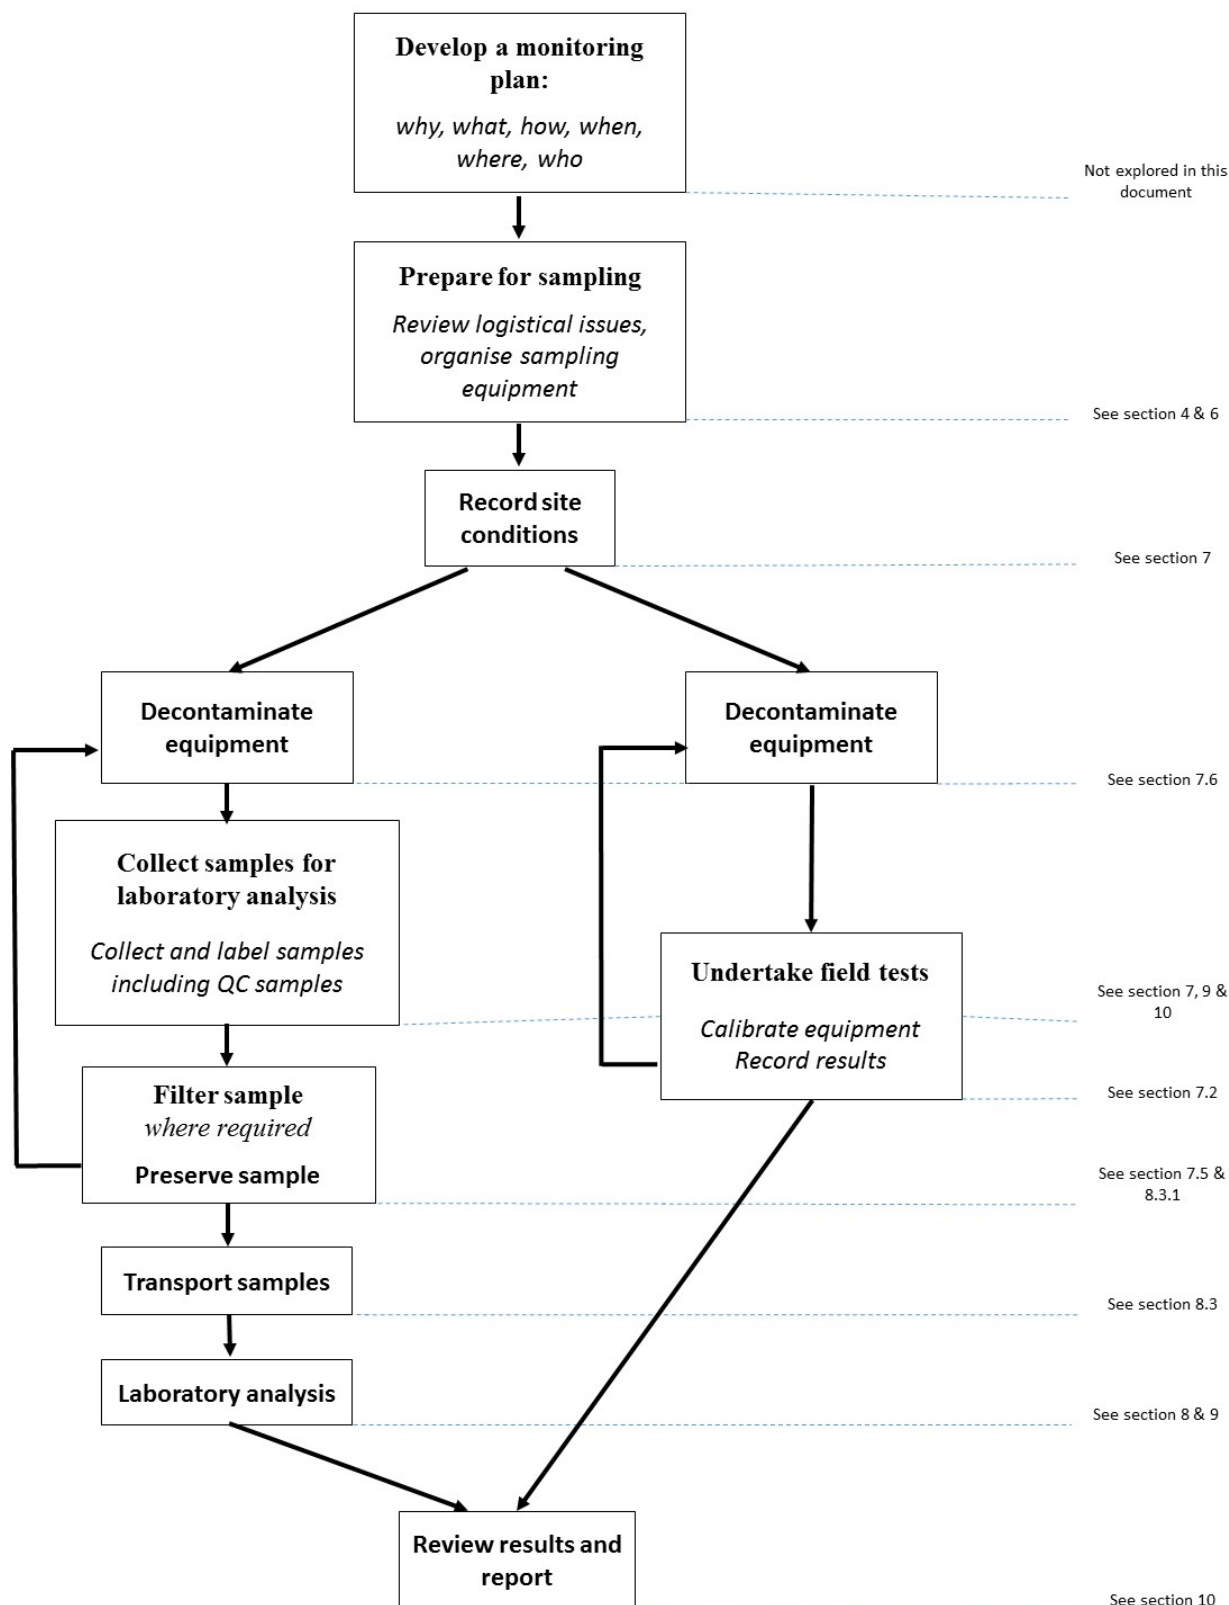 Develop a monitoring
plan:
why, what, how, when,
where, who
Not explored in this
document
Prepare for sampling
Review logistical issues,
organise sampling
equipment
See section 4 & 6
Record site
conditions
See section 7
Decontaminate
equipment
Decontaminate
equipment
See section 7.6
Collect samples for
laboratory analysis
Collect and label samples
including QC samples
Undertake field tests
Calibrate equipment
Record results
See section 7, 9 &
10
See section 7.2
Filter sample
where required
Preserve sample
See section 7.5 &
8.3.1
Transport samples
See section 8.3
Laboratory analysis
See section 8 & 9
Review results and
report
See section 10